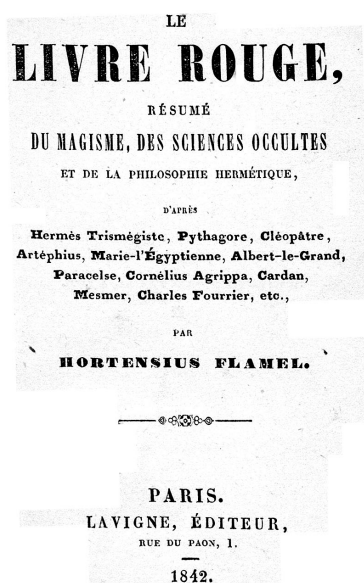 LE
LIVRE ROUGE,
RÉSUMÉ
DU MAGISME, DES SCIENCES OCCULTES
ET DE LA PHILOSOPHIE HERMÉTIQUE,
D'APRÈS
Hermès Trismégiste, Pythagore, Cléopâtre,
Artéphius, Marie-l'Égyptienne, Albert-le-Grand,
Paracelse, Cornélius Agrippa, Cardan,
Mesmer, Charles Fourrier, etc.,
PAR
HORTENSIUS FLAMEL.
PARIS.
LAVIGNE, ÉDITEUR,
RUE DU PAON, 1.
1842.